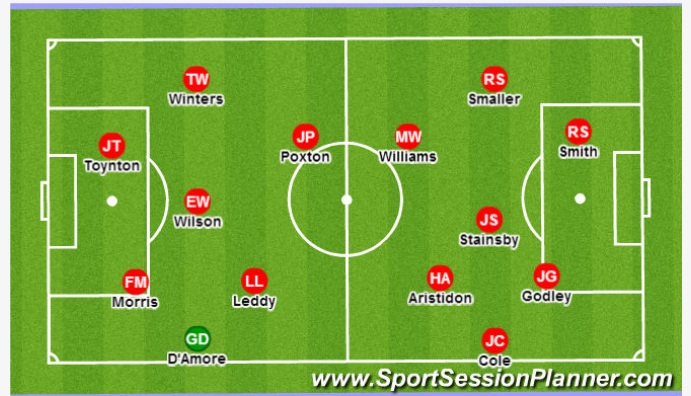 TW
Winters
RS
Smaller
JT
Toynton
JP
Poxton
MW
Williams
RS
Smith
EW
Wilson
JS
Stainsby
FM
Morris
LL
Leddy
HA
Aristidon
JG
Godley
GD
D'Amore
JC
Cole
www.SportSessionPlanner.com